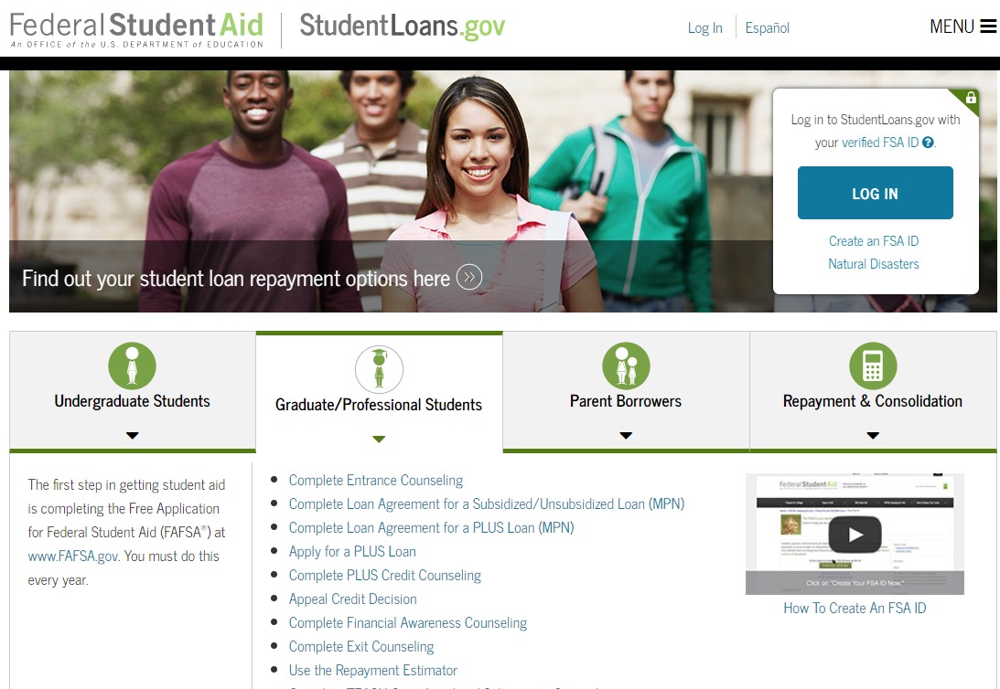 Federal Student Aid
An OFFICE of the U.S. DEPARTMENT of EDUCATION
StudentLoans.gov
Log In
Español
MENU
Log in to StudentLoans.gov with
your verified FSA ID
LOG IN
Create an FSA ID
Natural Disasters
Find out your student loan repayment options here
Undergraduate Students
Graduate/Professional Students
Parent Borrowers
Repayment & Consolidation
The first step in getting student aid
is completing the Free Application
for Federal Student Aid (FAFSA®) at
www.FAFSA.gov. You must do this
every year.
Complete Entrance Counseling
Complete Loan Agreement for a Subsidized/Unsubsidized Loan (MPN)
Complete Loan Agreement for a PLUS Loan (MPN)
Apply for a PLUS Loan
Complete PLUS Credit Counseling
Appeal Credit Decision
Complete Financial Awareness Counseling
Complete Exit Counseling
Use the Repayment Estimator
Federal Student Aid
Click on "Create Your FSA ID Now."
How To Create An FSA ID